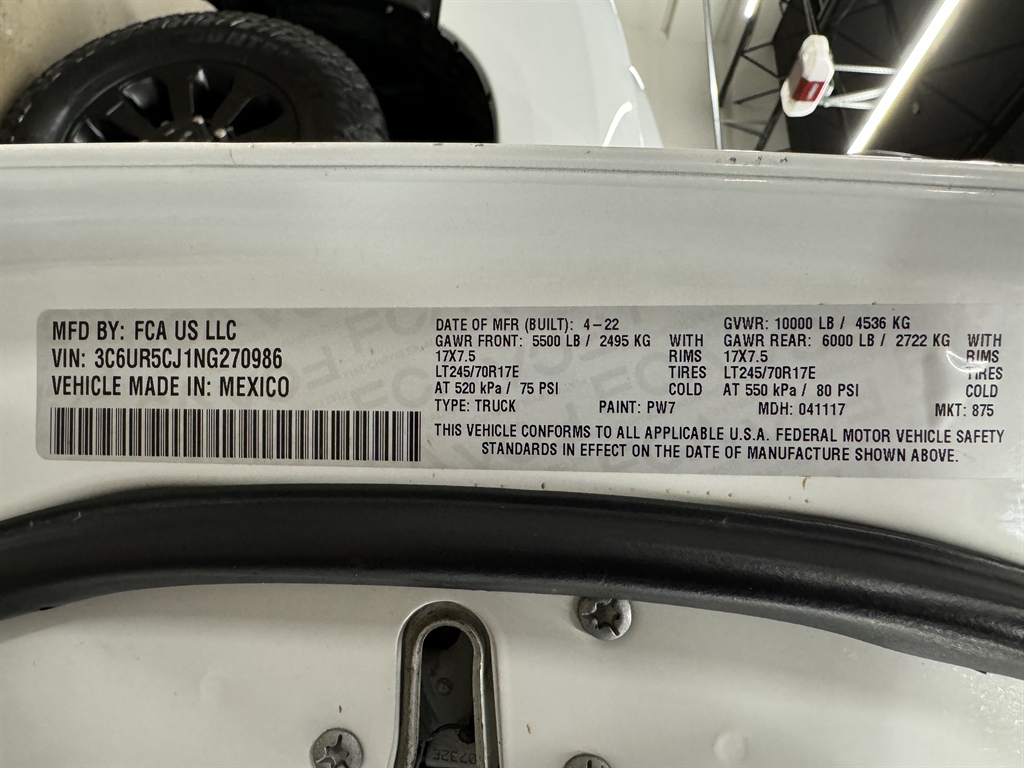 MFD BY: FCA US LLC
VIN: 3C6UR5CJ1NG270986
VEHICLE MADE IN: MEXICO
DATE OF MFR (BUILT): 4-22 GVWR: 10000 LB / 4536 KG
GAWR FRONT: 5500 LB / 2495 KG WITH GAWR REAR: 6000 LB / 2722 KG WITH
17X7.5 RIMS 17X7.5 RIMS
LT245/70R17E TIRES LT245/70R17E TIRES
AT 520 kPa / 75 PSI COLD AT 550 kPa / 80 PSI COLD
TYPE: TRUCK PAINT: PW7 MDH: 041117 MKT: 875
THIS VEHICLE CONFORMS TO ALL APPLICABLE U.S.A. FEDERAL MOTOR VEHICLE SAFETY
STANDARDS IN EFFECT ON THE DATE OF MANUFACTURE SHOWN ABOVE.